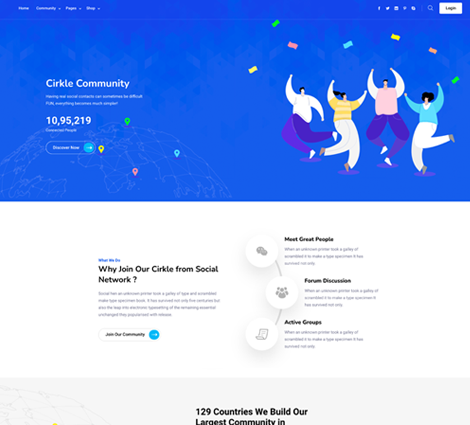 Home Community Pages Shop
Login
Cirkle Community
Having real social contacts can sometimes be difficult
FUN, everything becomes much simpler!
10,95,219
Connected People
Discover Now
What We Do
Why Join Our Cirkle from Social
Network ?
Social has an unknown printer took a galley of type and scrambled
make type specimen book. It has survived not only five centuries but
also the leap into electronic typesetting of the remaining essential
unchanged they popularised with release.
Join Our Community
Meet Great People
When an unknown printer took a galley of
scrambled it to make a type specimen it has
survived not only
Forum Discussion
When an unknown printer took a galley of
scrambled it to make a type specimen it has
survived not only
Active Groups
When an unknown printer took a galley of
scrambled it to make a type specimen it has
survived not only
129 Countries We Build Our
Largest Community in